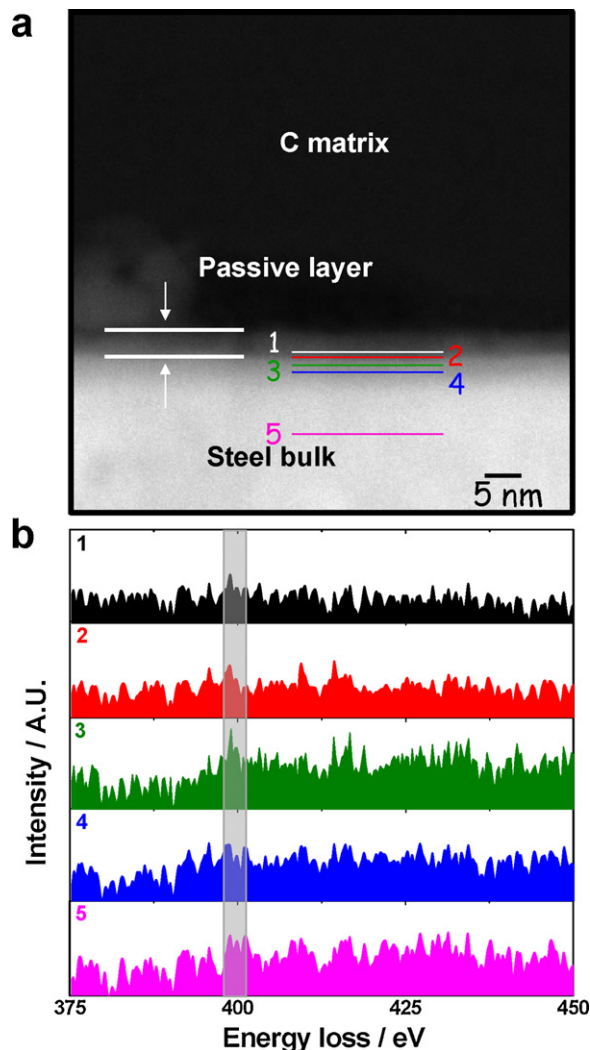 a
C matrix
Passive layer
1
2
3
4
5
Steel bulk
5 nm
b
1
2
3
4
5
Intensity / A.U.
375 400 425 450
Energy loss / eV